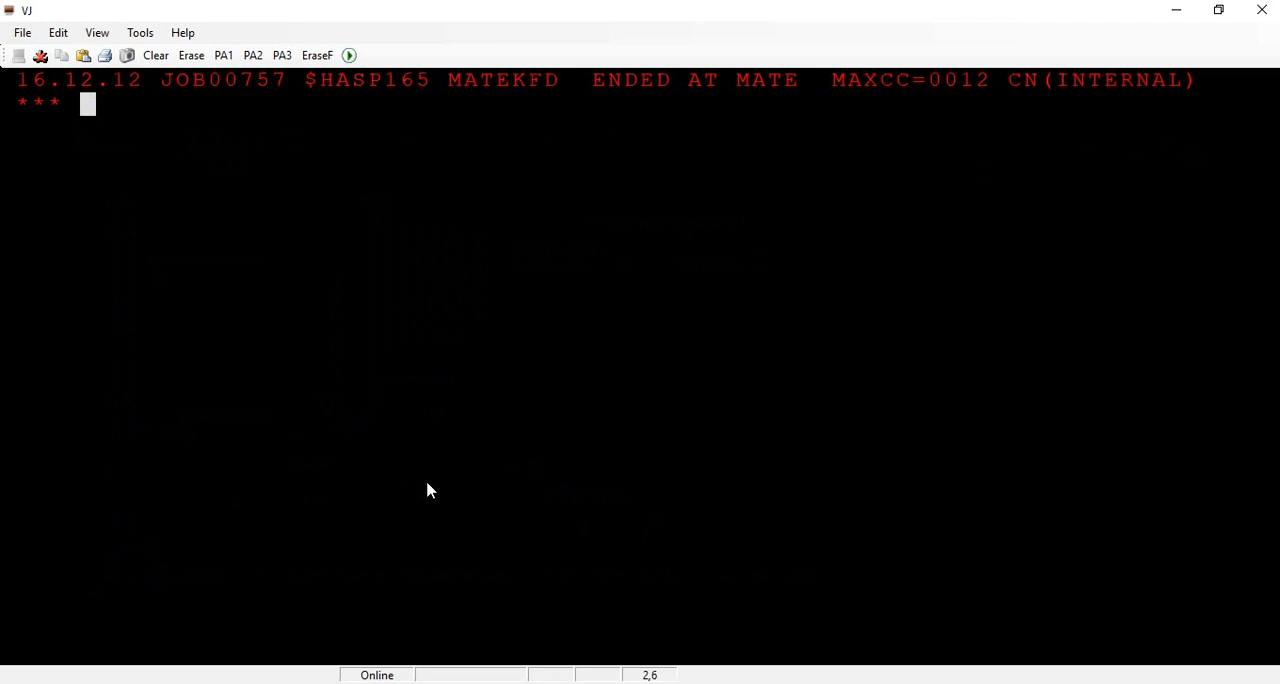 VJ
File Edit View Tools Help
Clear Erase PA1 PA2 PA3 EraseF
16.12.12 JOB00757 $HASP165 MATEKFD  ENDED AT MATE  MAXCC=0012 CN(INTERNAL)
***
Online 2,6